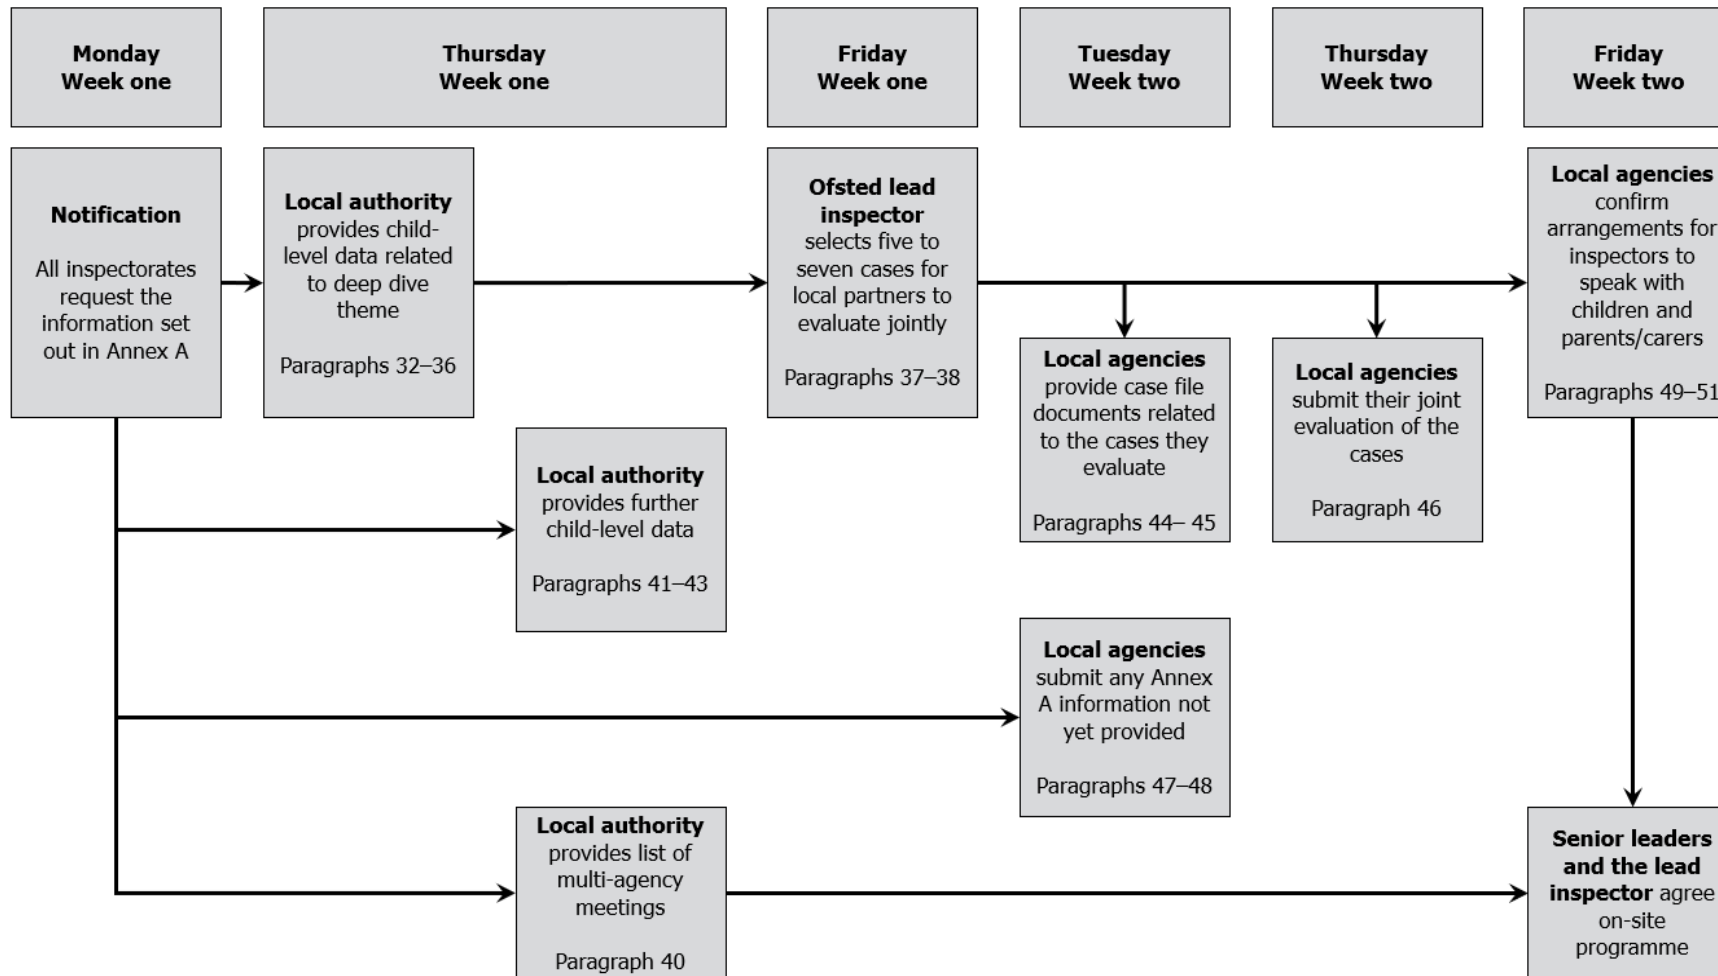 Monday
Week one
Thursday
Week one
Friday
Week one
Tuesday
Week two
Thursday
Week two
Friday
Week two
Notification
All inspectorates
request the
information set
out in Annex A
Local authority
provides child-
level data related
to deep dive
theme
Paragraphs 32–36
Ofsted lead
inspector
selects five to
seven cases for
local partners to
evaluate jointly
Paragraphs 37–38
Local agencies
confirm
arrangements for
inspectors to
speak with
children and
parents/carers
Paragraphs 49–51
Local agencies
provide case file
documents related
to the cases they
evaluate
Paragraphs 44– 45
Local agencies
submit their joint
evaluation of the
cases
Paragraph 46
Local authority
provides further
child-level data
Paragraphs 41–43
Local agencies
submit any Annex
A information not
yet provided
Paragraphs 47–48
Local authority
provides list of
multi-agency
meetings
Paragraph 40
Senior leaders
and the lead
inspector agree
on-site
programme